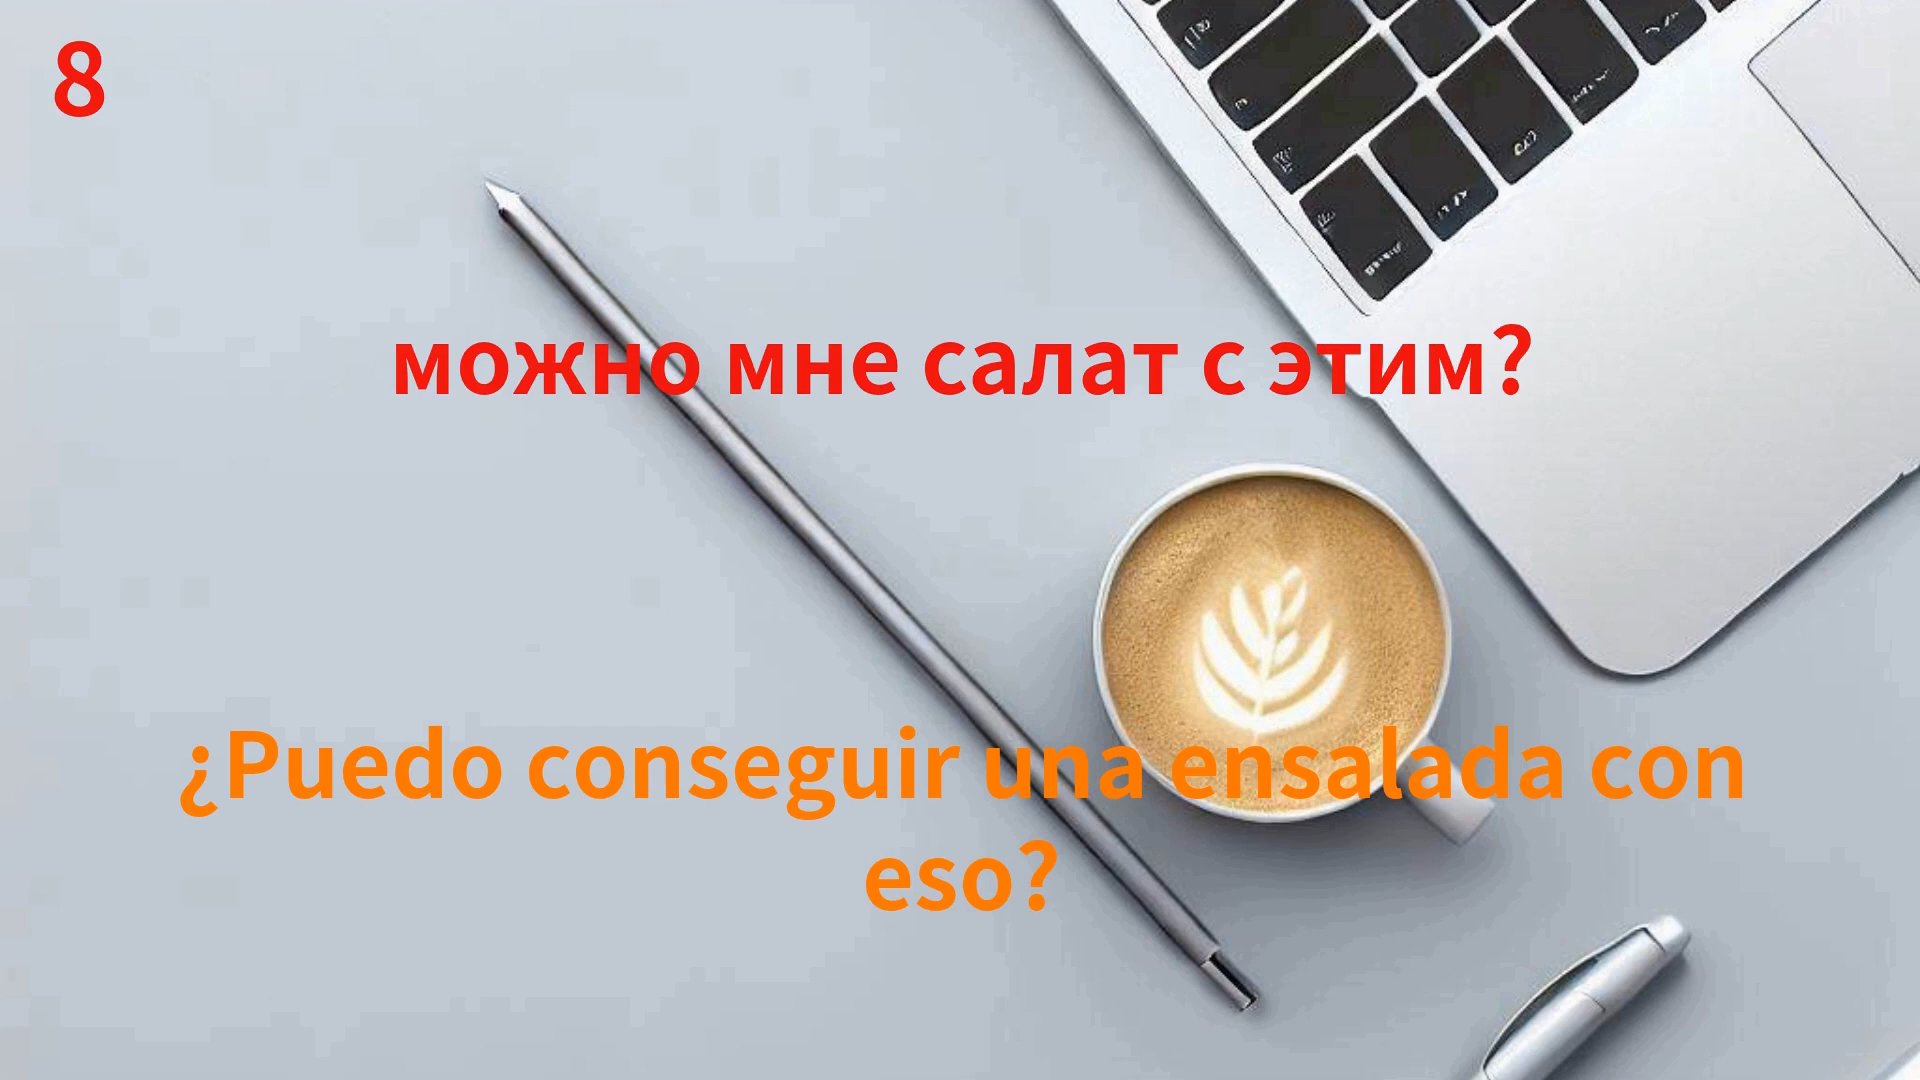 8
можно мне салат с этим?
¿Puedo conseguir una ensalada con
eso?